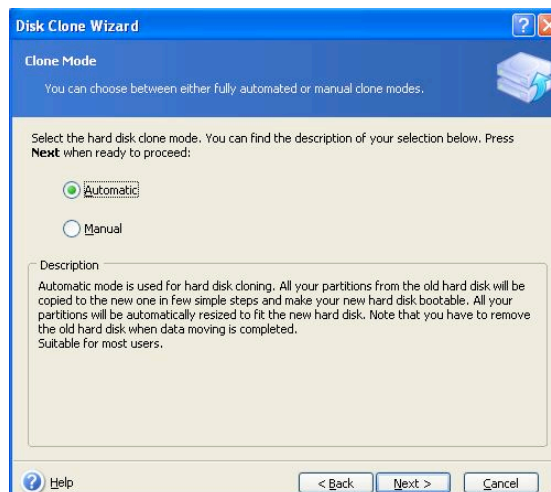 Disk Clone Wizard
Clone Mode
You can choose between either fully automated or manual clone modes.
Select the hard disk clone mode. You can find the description of your selection below. Press
Next when ready to proceed:
Automatic
Manual
Description
Automatic mode is used for hard disk cloning. All your partitions from the old hard disk will be
copied to the new one in few simple steps and make your new hard disk bootable. All your
partitions will be automatically resized to fit the new hard disk. Note that you have to remove
the old hard disk when data moving is completed.
Suitable for most users.
Help
< Back
Next >
Cancel